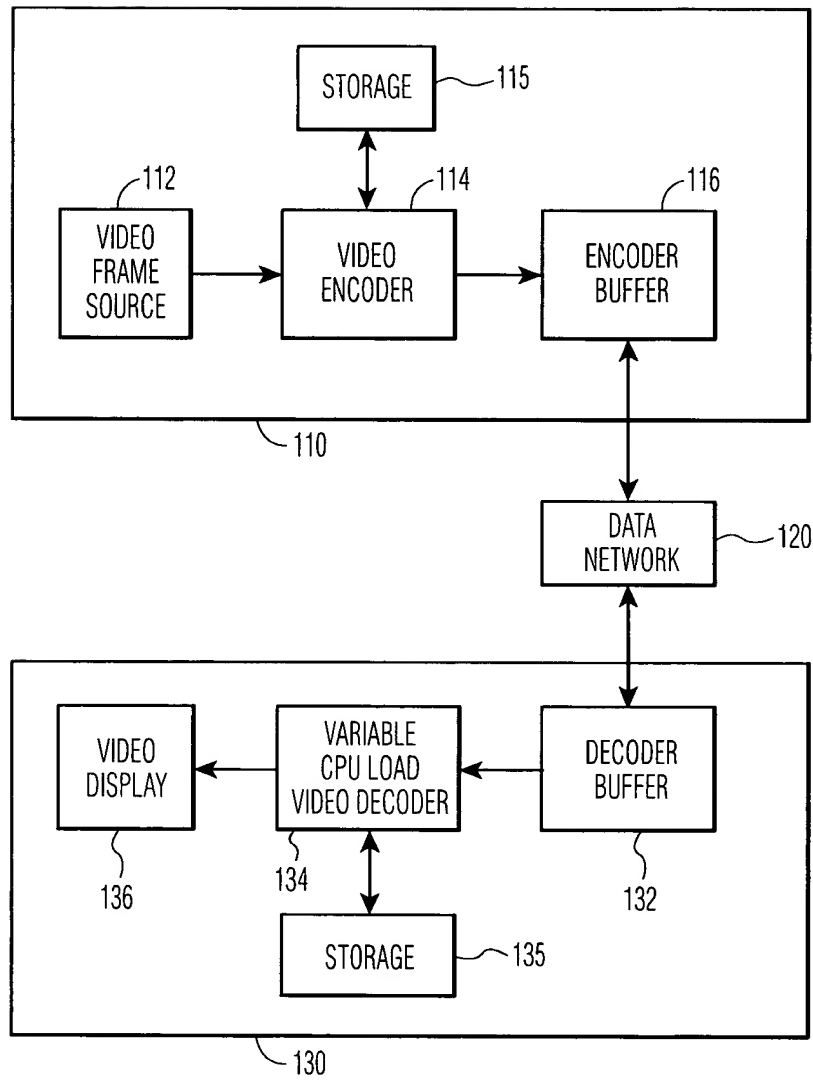 STORAGE
115
112
114
116
VIDEO
FRAME
SOURCE
VIDEO
ENCODER
ENCODER
BUFFER
110
DATA
NETWORK
120
VIDEO
DISPLAY
VARIABLE
CPU LOAD
VIDEO DECODER
DECODER
BUFFER
136
134
132
STORAGE
135
130